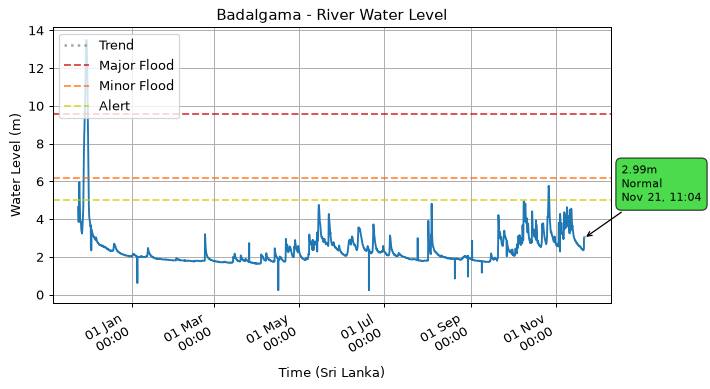 Badalgama - River Water Level
14
12
10
8
6
4
2
0
Water Level (m)
Trend
Major Flood
Minor Flood
Alert
2.99m
Normal
Nov 21, 11:04
01 Jan
00:00
01 Mar
00:00
01 May
00:00
01 Jul
00:00
01 Sep
00:00
01 Nov
00:00
Time (Sri Lanka)